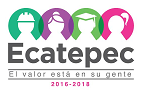 Ecatepec
El valor está en su gente
2016-2018